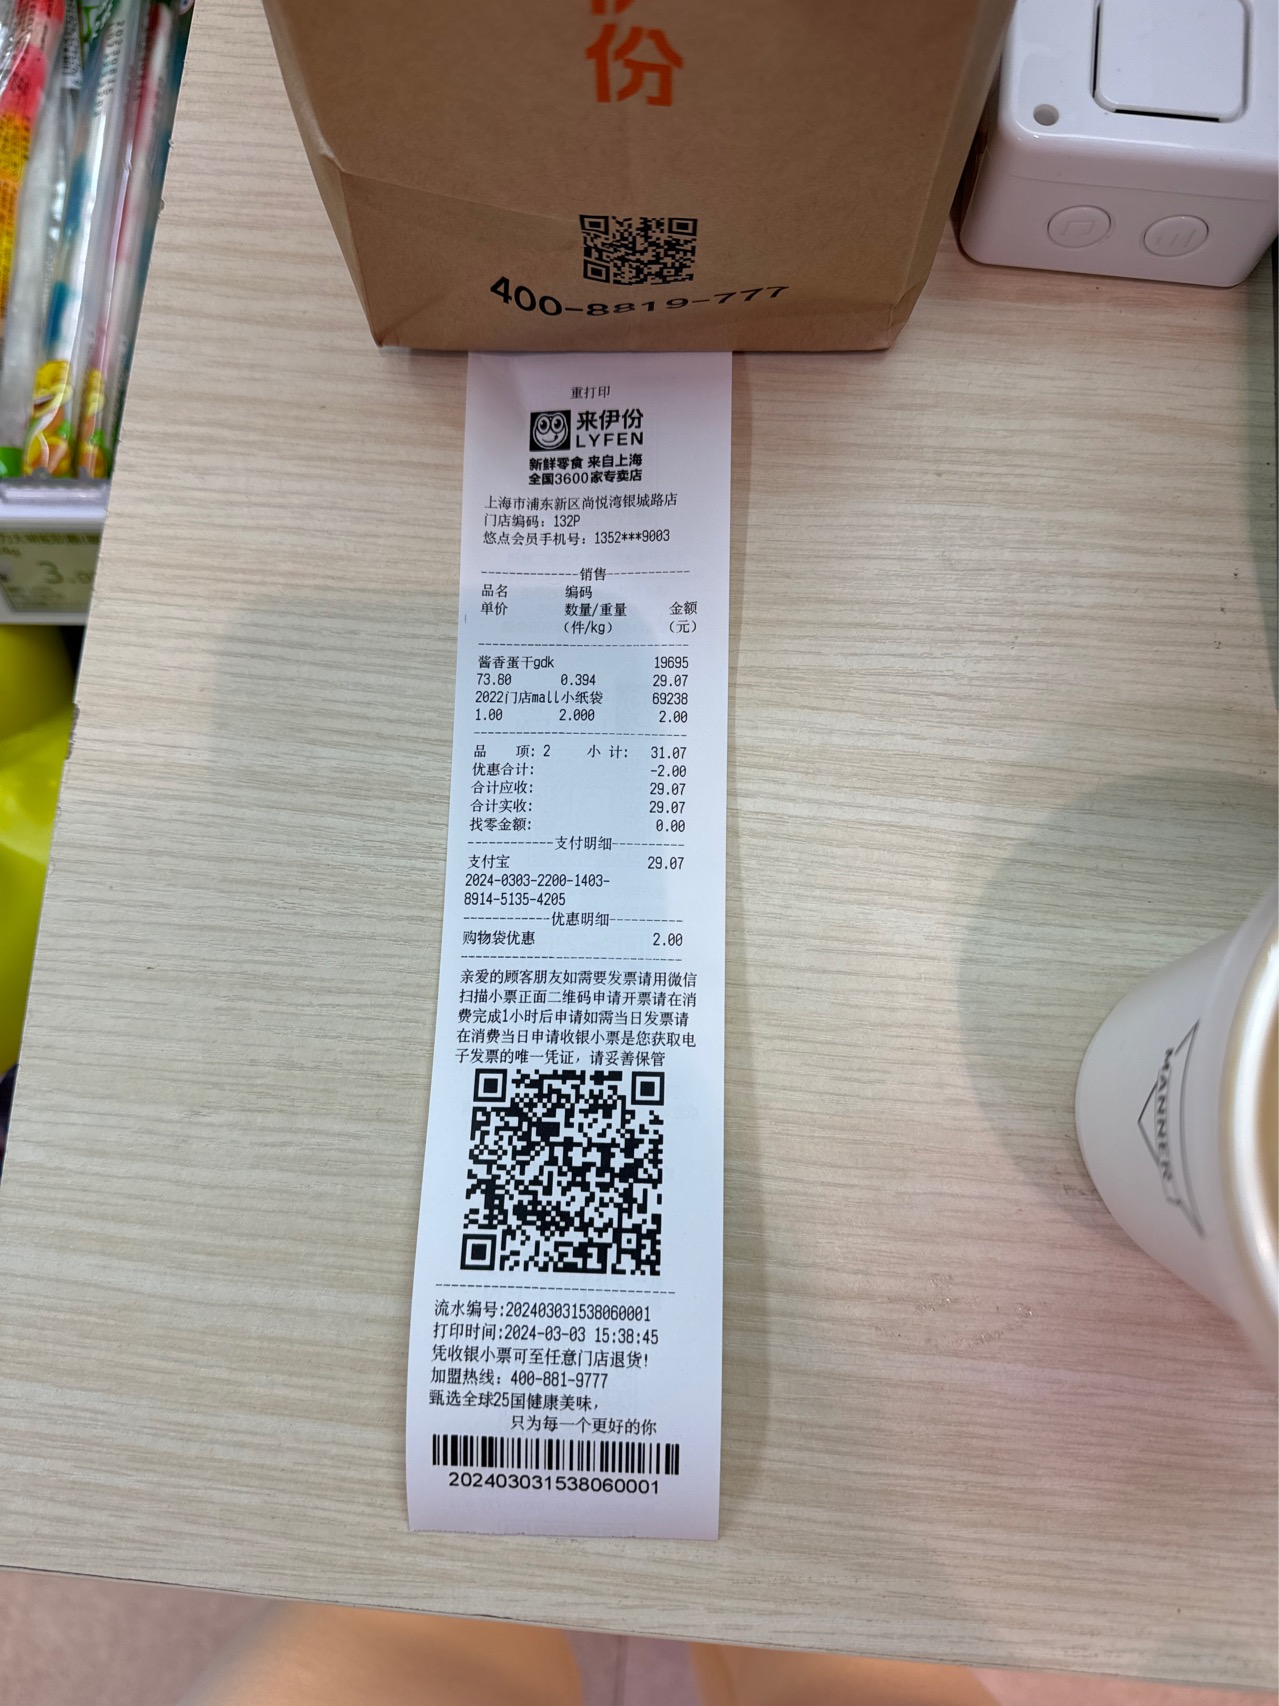 份
400-8819-777
重打印
来伊份
LYFEN
新鲜零食 来自上海
全国3600家专卖店
上海市浦东新区尚悦湾银城路店
门店编码: 132P
悠点会员手机号: 1352***9003
--------------销售------------
品名 编码
单价 数量/重量 金额
(件/kg) (元)
酱香蛋干gdk 19695
73.80 0.394 29.07
2022门店mall小纸袋 69238
1.00 2.000 2.00
品 项: 2 小 计: 31.07
优惠合计: -2.00
合计应收: 29.07
合计实收: 29.07
找零金额: 0.00
------------支付明细----------
支付宝 29.07
2024-0303-2200-1403-
8914-5135-4205
------------优惠明细----------
购物袋优惠 2.00
亲爱的顾客朋友如需要发票请用微信
扫描小票正面二维码申请开票请在消
费完成1小时后申请如需当日发票请
在消费当日申请收银小票是您获取电
子发票的唯一凭证, 请妥善保管
流水编号:202403031538060001
打印时间:2024-03-03 15:38:45
凭收银小票可至任意门店退货!
加盟热线: 400-881-9777
甄选全球25国健康美味,
只为每一个更好的你
202403031538060001
MANNER
3.